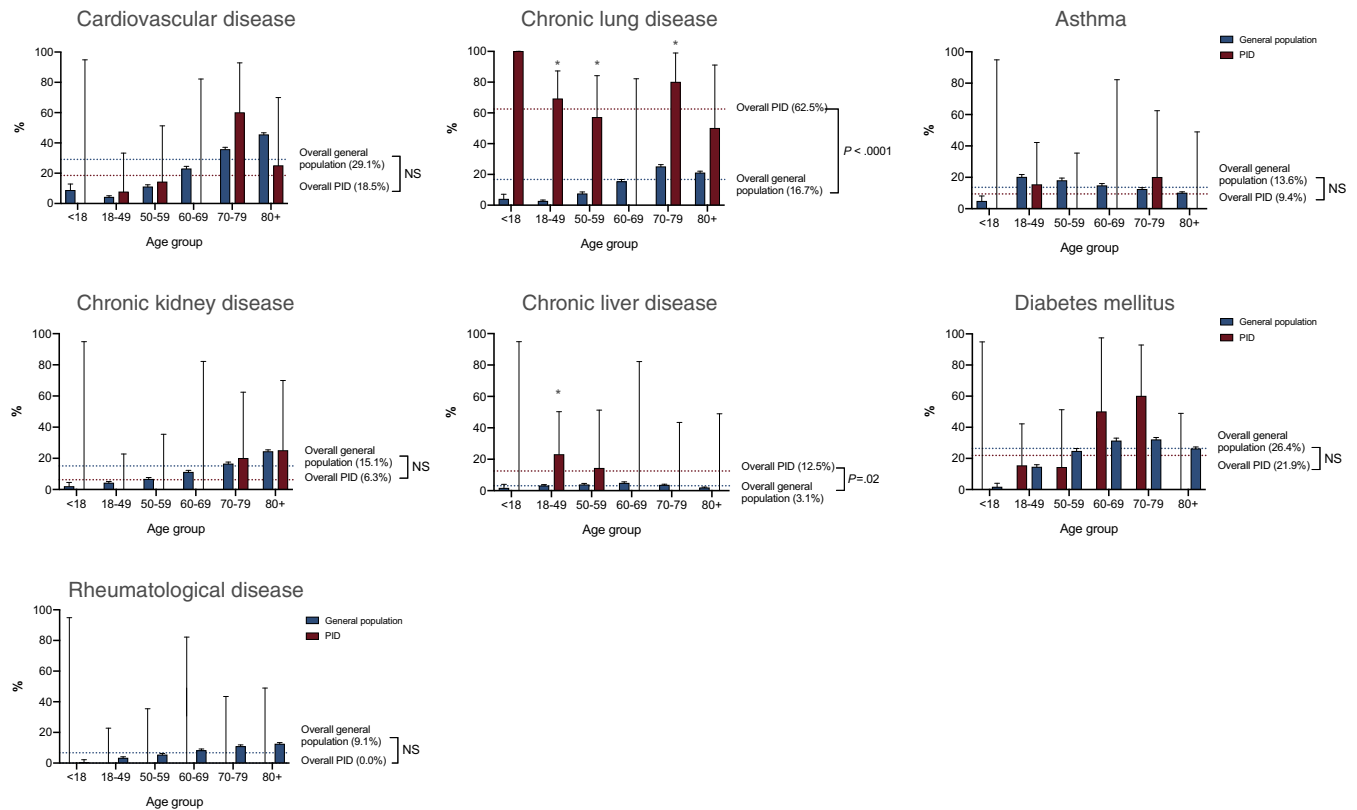 Cardiovascular disease
100
80
60
40
20
0
%
<18
18-49
50-59
60-69
70-79
80+
Age group
Overall general
population (29.1%)
Overall PID (18.5%)
NS
Chronic lung disease
100
80
60
40
20
0
%
*
*
*
<18
18-49
50-59
60-69
70-79
80+
Age group
Overall PID (62.5%)
Overall general
population (16.7%)
P < .0001
Asthma
General population
PID
100
80
60
40
20
0
%
<18
18-49
50-59
60-69
70-79
80+
Age group
Overall general
population (13.6%)
Overall PID (9.4%)
NS
Chronic kidney disease
100
80
60
40
20
0
%
<18
18-49
50-59
60-69
70-79
80+
Age group
Overall general
population (15.1%)
Overall PID (6.3%)
NS
Chronic liver disease
100
80
60
40
20
0
%
*
<18
18-49
50-59
60-69
70-79
80+
Age group
Overall PID (12.5%)
Overall general
population (3.1%)
P=.02
Diabetes mellitus
General population
PID
100
80
60
40
20
0
%
<18
18-49
50-59
60-69
70-79
80+
Age group
Overall general
population (26.4%)
Overall PID (21.9%)
NS
Rheumatological disease
General population
PID
100
80
60
40
20
0
%
<18
18-49
50-59
60-69
70-79
80+
Age group
Overall general
population (9.1%)
Overall PID (0.0%)
NS